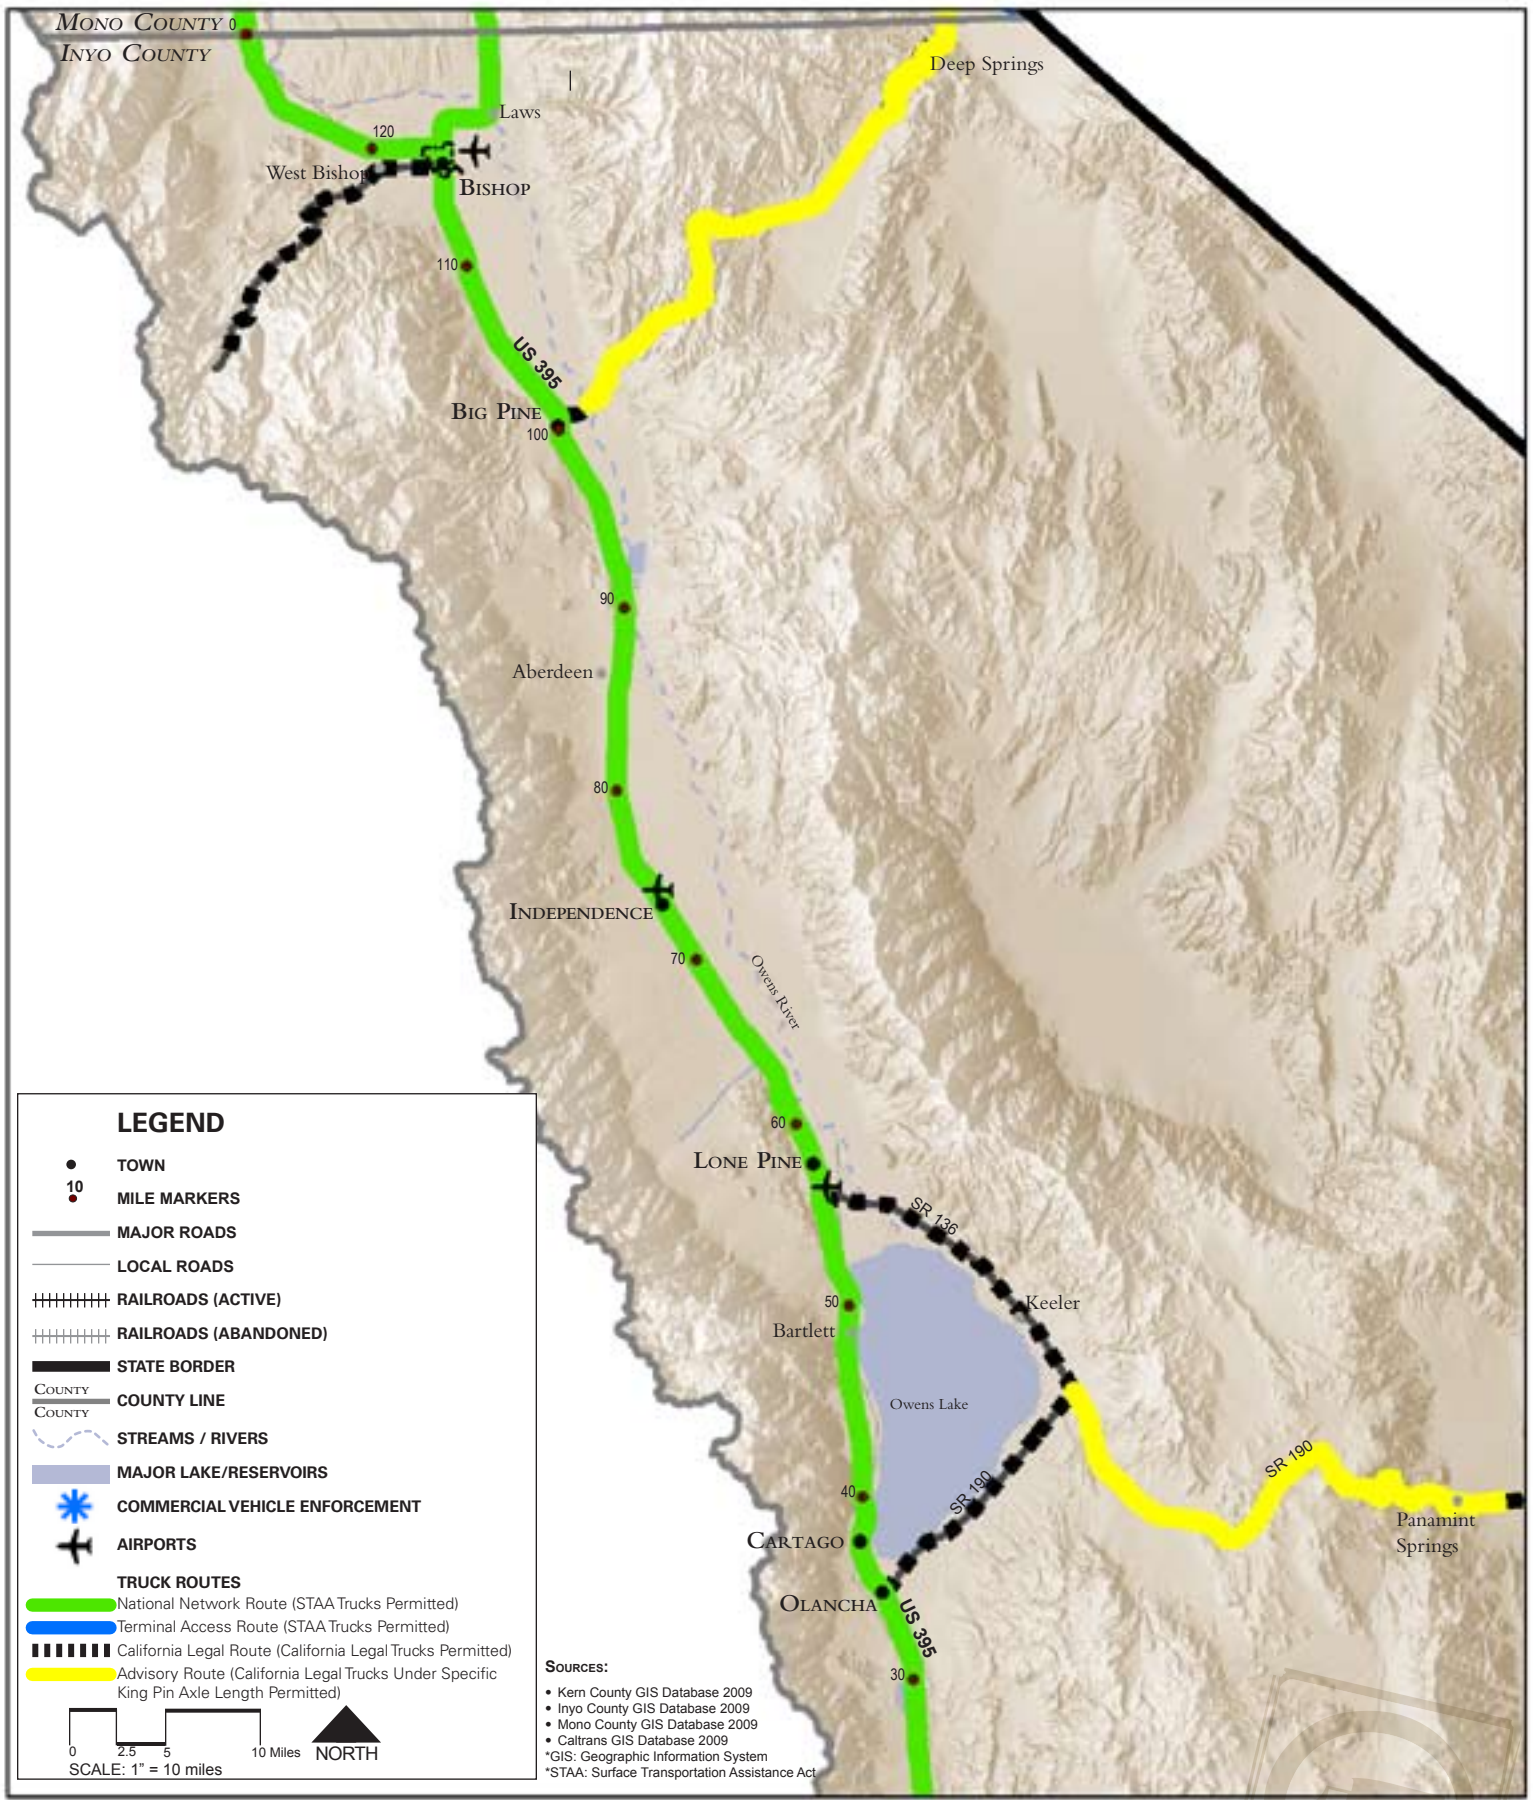 MONO COUNTY
0
INYO COUNTY
Deep Springs
Laws
120
West Bishop
BISHOP
110
US 395
BIG PINE
100
90
Aberdeen
80
INDEPENDENCE
70
Owens River
60
LONE PINE
SR 136
50
Keeler
Bartlett
Owens Lake
SR 190
SR 190
40
Panamint
Springs
CARTAGO
OLANCHA
US 395
30
LEGEND
TOWN
10
MILE MARKERS
MAJOR ROADS
LOCAL ROADS
RAILROADS (ACTIVE)
RAILROADS (ABANDONED)
STATE BORDER
COUNTY
COUNTY LINE
COUNTY
STREAMS / RIVERS
MAJOR LAKE/RESERVOIRS
COMMERCIAL VEHICLE ENFORCEMENT
AIRPORTS
TRUCK ROUTES
National Network Route (STAA Trucks Permitted)
Terminal Access Route (STAA Trucks Permitted)
California Legal Route (California Legal Trucks Permitted)
Advisory Route (California Legal Trucks Under Specific
King Pin Axle Length Permitted)
0 2.5 5 10 Miles
NORTH
SCALE: 1" = 10 miles
SOURCES:
• Kern County GIS Database 2009
• Inyo County GIS Database 2009
• Mono County GIS Database 2009
• Caltrans GIS Database 2009
*GIS: Geographic Information System
*STAA: Surface Transportation Assistance Act